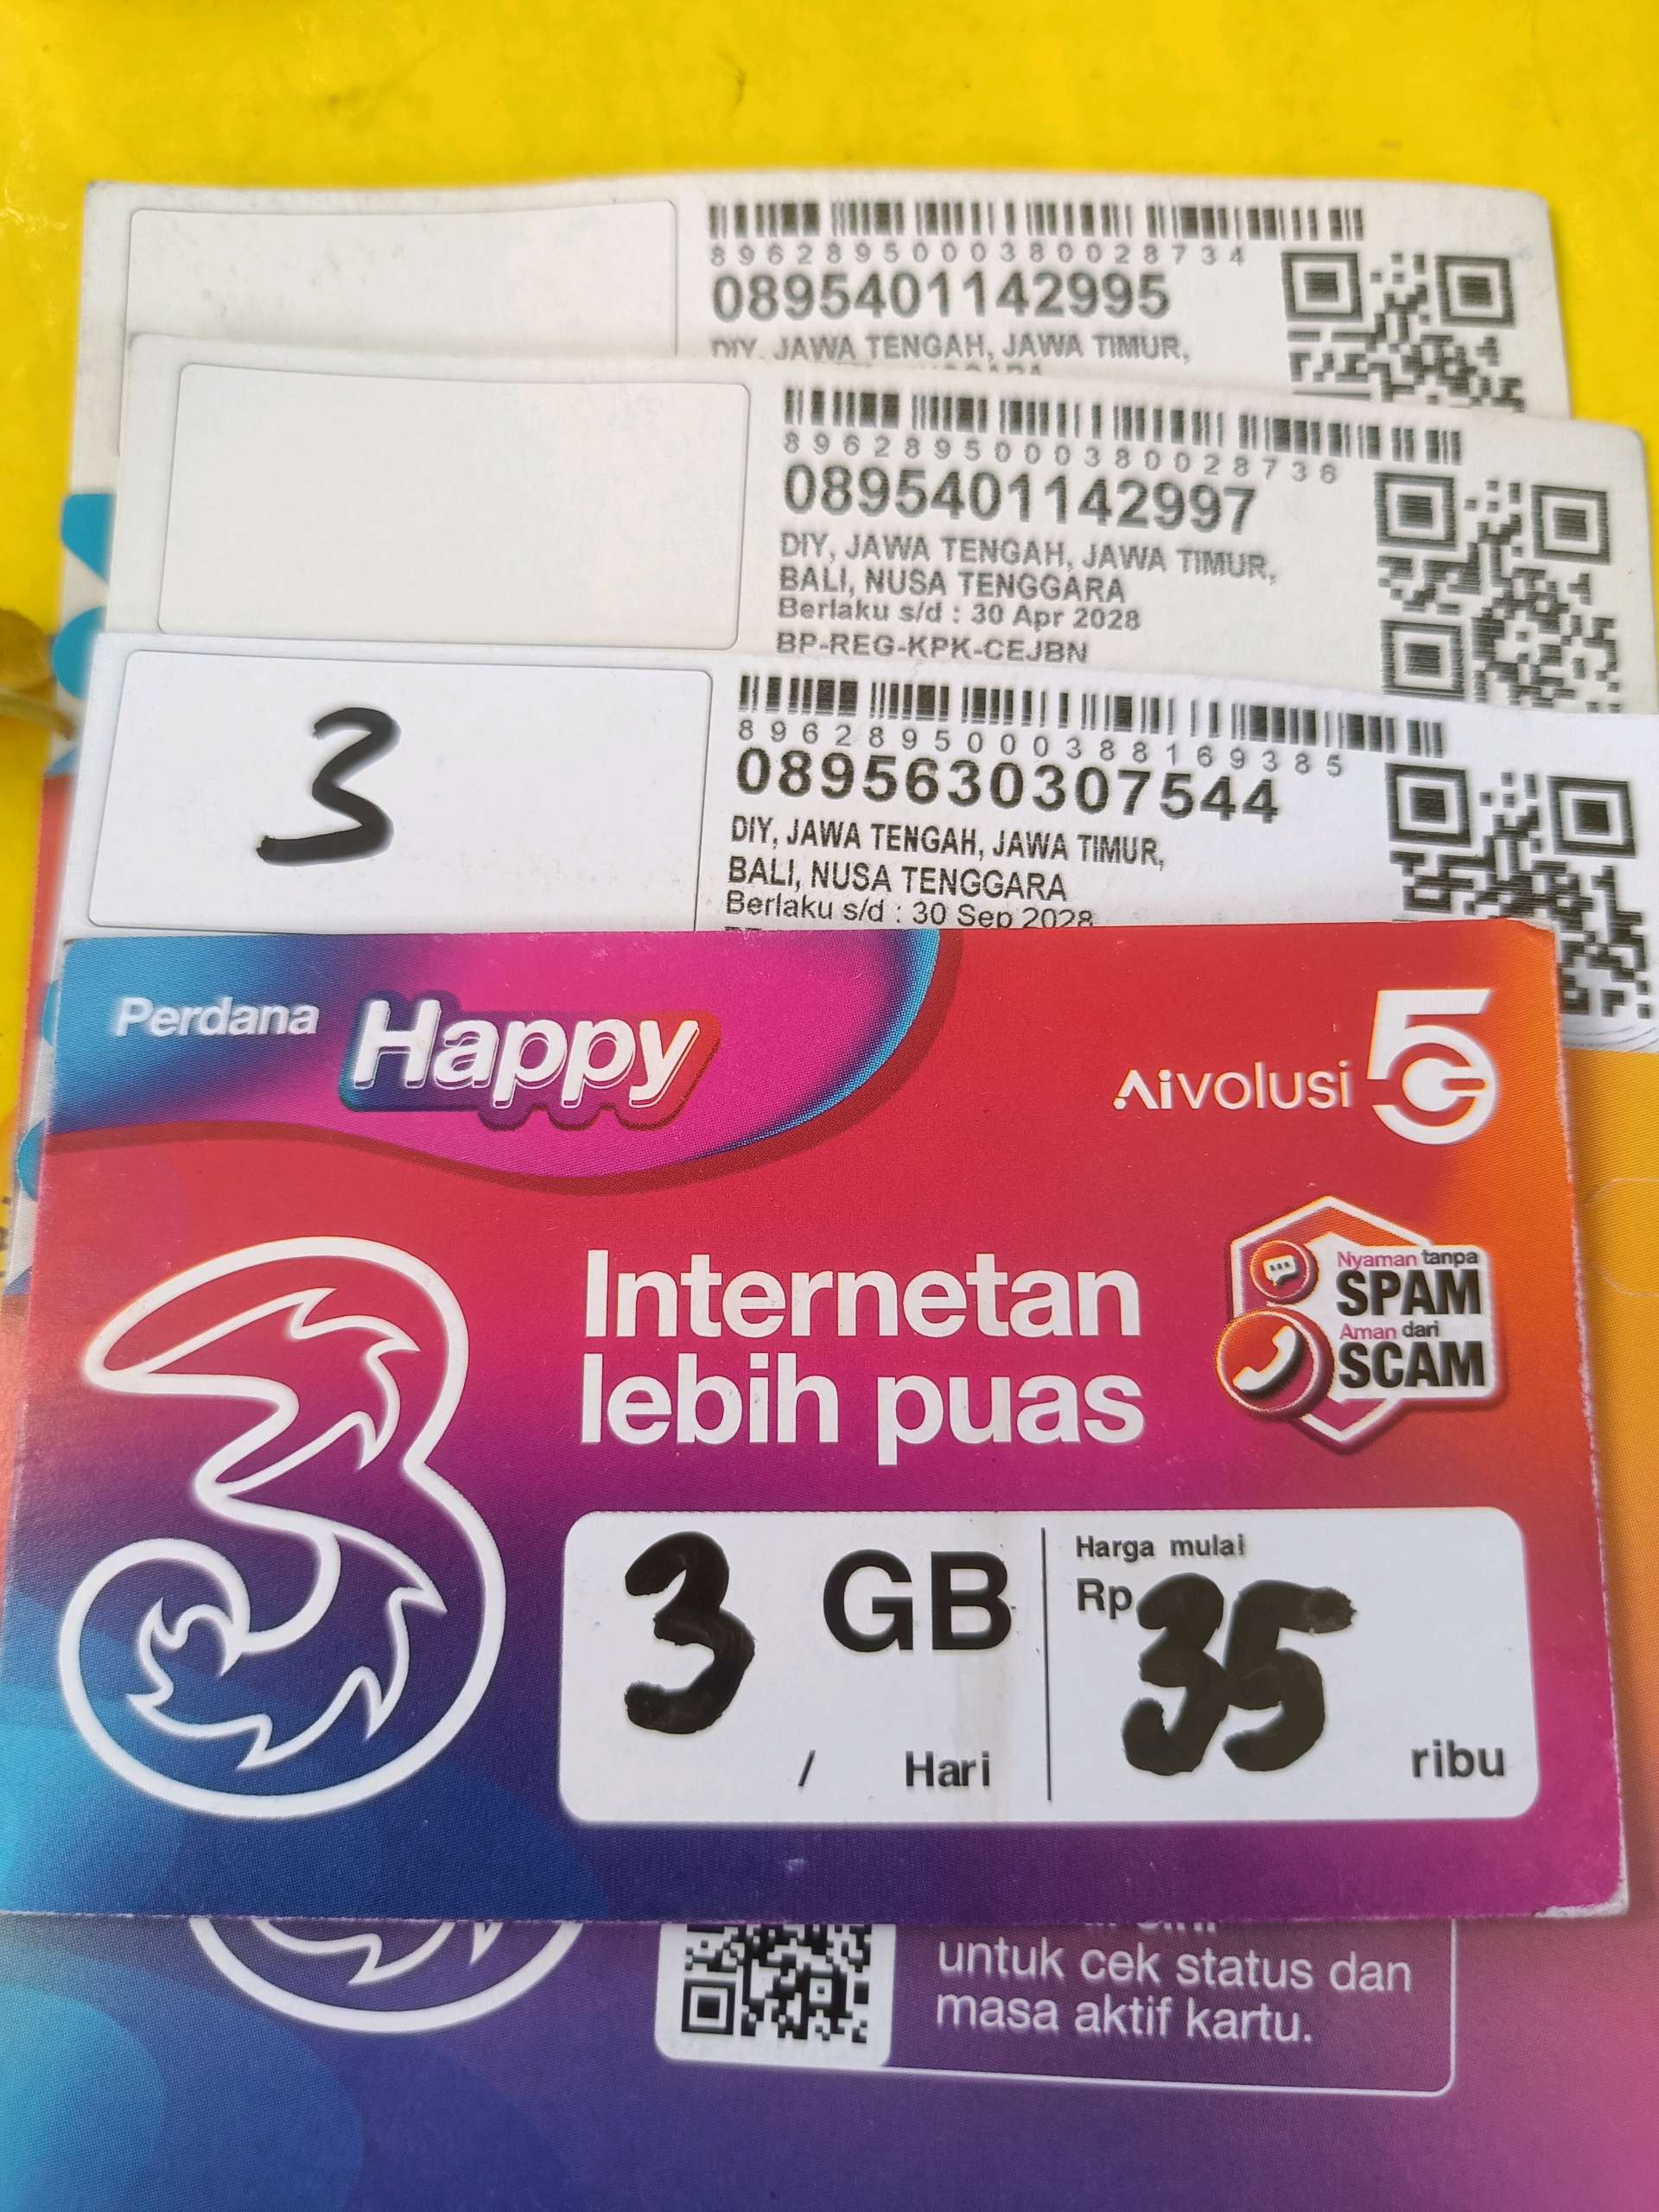 8962895000380028734
0895401142995
DIY, JAWA TENGAH, JAWA TIMUR,
8962895000380028736
0895401142997
DIY, JAWA TENGAH, JAWA TIMUR,
BALI, NUSA TENGGARA
Berlaku s/d : 30 Apr 2028
BP-REG-KPK-CEJBN
3
8962895000388169385
0895630307544
DIY, JAWA TENGAH, JAWA TIMUR,
BALI, NUSA TENGGARA
Berlaku s/d : 30 Sep 2028
Perdana Happy
Aivolusi 5G
3
Internetan
lebih puas
Nyaman tanpa
SPAM
Aman dari
SCAM
3 GB
/ Hari
Harga mulai
Rp 35
ribu
untuk cek status dan
masa aktif kartu.